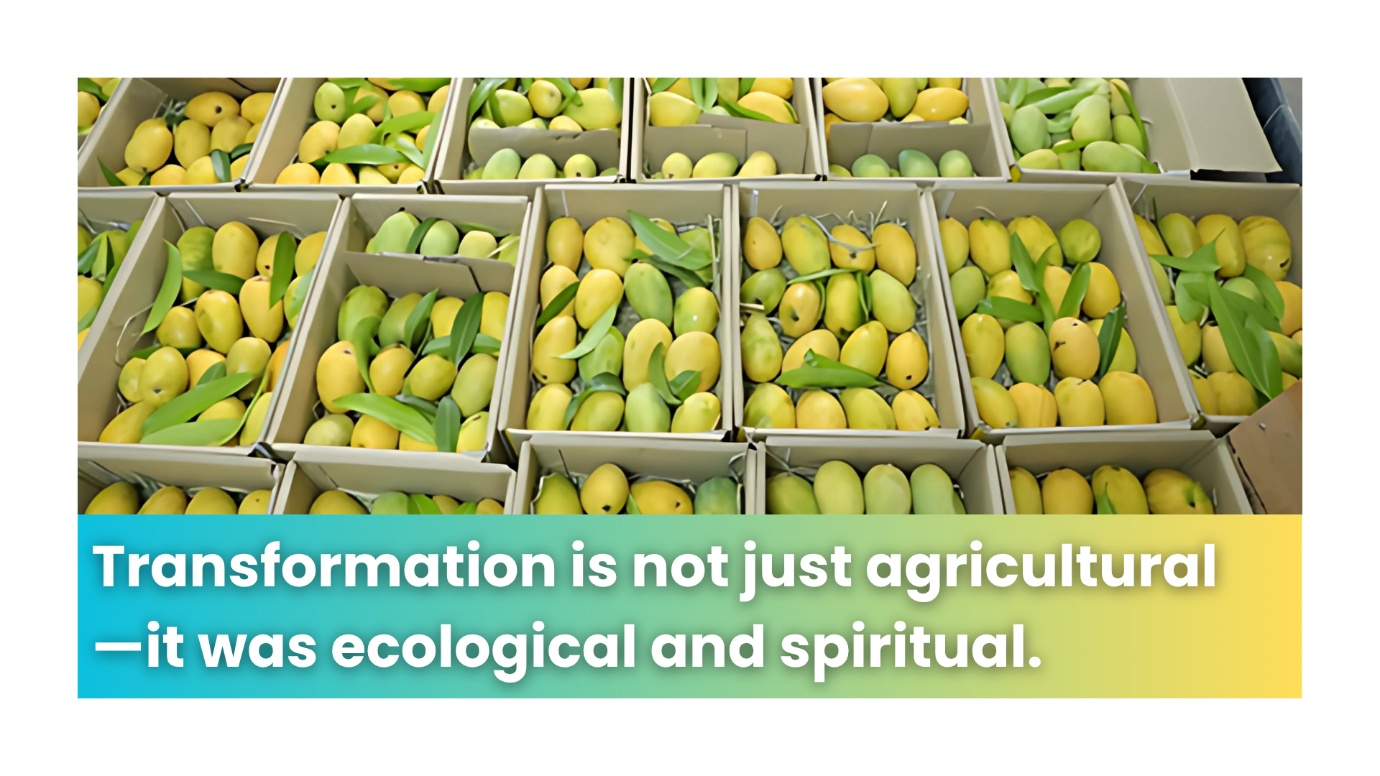 Transformation is not just agricultural
—it was ecological and spiritual.